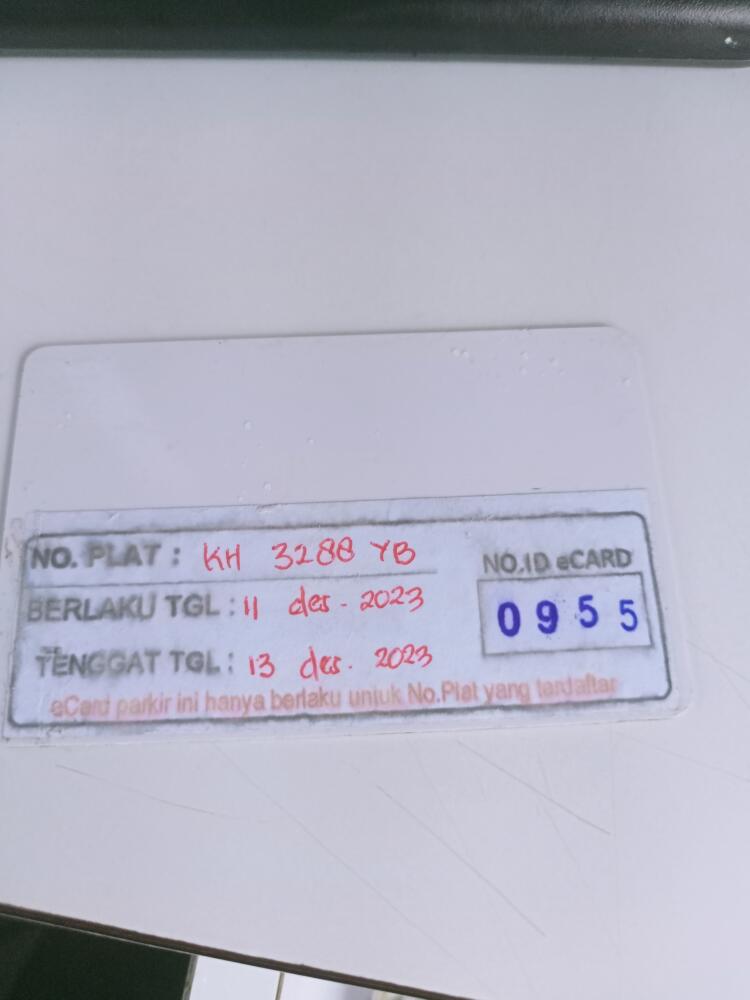 NO. PLAT : KH 3288 YB
NO.ID eCARD
BERLAKU TGL : 11 des - 2023
0955
TENGGAT TGL : 13 des. 2023
eCard parkir ini hanya berlaku untuk No.Plat yang terdaftar